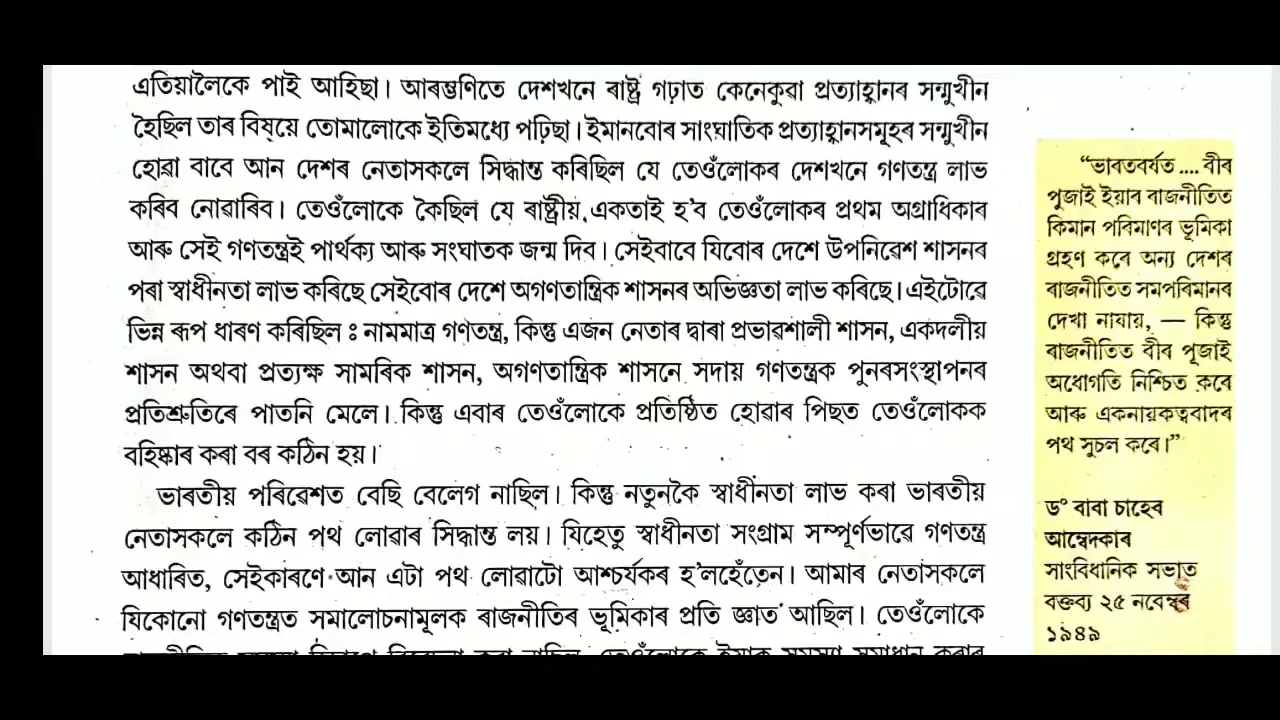 এতিয়ালৈকে পাই আহিছা। আৰম্ভণিতে দেশখনে ৰাষ্ট্ৰ গঢ়াত কেনেকুৱা প্ৰত্যাহ্বানৰ সন্মুখীন
হৈছিল তাৰ বিষয়ে তোমালোকে ইতিমধ্যে পঢ়িছা। ইমানবোৰ সাংঘাতিক প্ৰত্যাহ্বানসমূহৰ সন্মুখীন
হোৱা বাবে আন দেশৰ নেতাসকলে সিদ্ধান্ত কৰিছিল যে তেওঁলোকৰ দেশখনে গণতন্ত্ৰ লাভ
কৰিব নোৱাৰিব। তেওঁলোকে কৈছিল যে ৰাষ্ট্ৰীয় একতাই হ'ব তেওঁলোকৰ প্ৰথম অগ্ৰাধিকাৰ
আৰু সেই গণতন্ত্ৰই পাৰ্থক্য আৰু সংঘাতক জন্ম দিব। সেইবাবে যিবোৰ দেশে উপনিৱেশ শাসনৰ
পৰা স্বাধীনতা লাভ কৰিছে সেইবোৰ দেশে অগণতান্ত্ৰিক শাসনৰ অভিজ্ঞতা লাভ কৰিছে। এইটোৱে
ভিন্ন ৰূপ ধাৰণ কৰিছিল ঃ নামমাত্ৰ গণতন্ত্ৰ, কিন্তু এজন নেতাৰ দ্বাৰা প্ৰভাৱশালী শাসন, একদলীয়
শাসন অথবা প্ৰত্যক্ষ সামৰিক শাসন, অগণতান্ত্ৰিক শাসনে সদায় গণতন্ত্ৰক পুনৰসংস্থাপনৰ
প্ৰতিশ্ৰুতিৰে পাতনি মেলে। কিন্তু এবাৰ তেওঁলোকে প্ৰতিষ্ঠিত হোৱাৰ পিছত তেওঁলোকক
বহিষ্কাৰ কৰা বৰ কঠিন হয়।
ভাৰতীয় পৰিৱেশত বেছি বেলেগ নাছিল। কিন্তু নতুনকৈ স্বাধীনতা লাভ কৰা ভাৰতীয়
নেতাসকলে কঠিন পথ লোৱাৰ সিদ্ধান্ত লয়। যিহেতু স্বাধীনতা সংগ্ৰাম সম্পূৰ্ণভাৱে গণতন্ত্ৰ
আধাৰিত, সেইকাৰণে আন এটা পথ লোৱাটো আশ্চৰ্যকৰ হ'লহেঁতেন। আমাৰ নেতাসকলে
যিকোনো গণতন্ত্ৰত সমালোচনামূলক ৰাজনীতিৰ ভূমিকাৰ প্ৰতি জ্ঞাত আছিল। তেওঁলোকে
“ভাৰতবৰ্ষত .... বীৰ
পূজাই ইয়াৰ ৰাজনীতিত
কিমান পৰিমাণৰ ভূমিকা
গ্ৰহণ কৰে অন্য দেশৰ
ৰাজনীতিত সমপৰিমানৰ
দেখা নাযায়, — কিন্তু
ৰাজনীতিত বীৰ পূজাই
অধোগতি নিশ্চিত কৰে
আৰু একনায়কত্ববাদৰ
পথ সুচল কৰে।”
ড° বাবা চাহেব
আম্বেদকাৰ
সাংবিধানিক সভাত
বক্তব্য ২৫ নবেম্বৰ
১৯৪৯